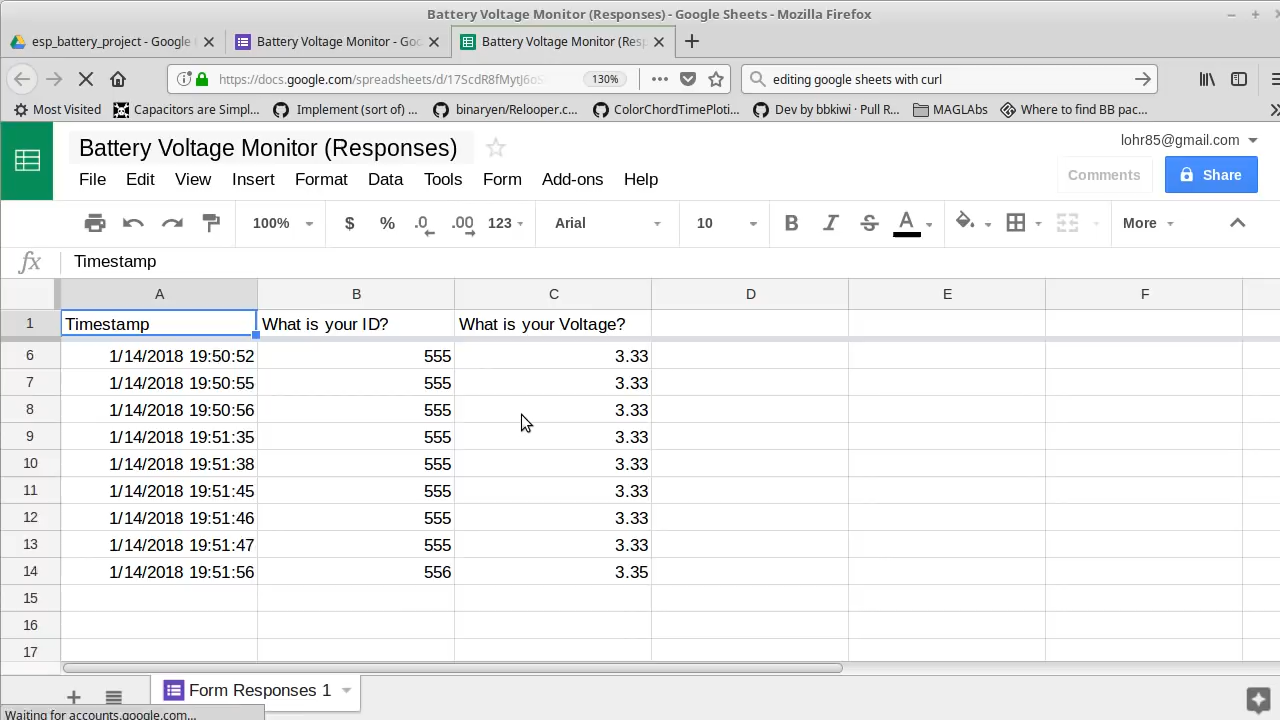 Battery Voltage Monitor (Responses) - Google Sheets - Mozilla Firefox
esp_battery_project - Google
Battery Voltage Monitor - Goo
Battery Voltage Monitor (Resp
https://docs.google.com/spreadsheets/d/17ScdR8fMytJ6oS
130%
editing google sheets with curl
Most Visited
Capacitors are Simpl...
Implement (sort of) ...
binaryen/Relooper.c...
ColorChordTimePloti...
Dev by bbkiwi · Pull R...
MAGLAbs
Where to find BB pac...
Battery Voltage Monitor (Responses)
lohr85@gmail.com
File Edit View Insert Format Data Tools Form Add-ons Help
Comments
Share
100% $ % .0 .00 123 Arial 10 B I S A More
fx Timestamp
A B C D E F
1 Timestamp What is your ID? What is your Voltage?
6 1/14/2018 19:50:52 555 3.33
7 1/14/2018 19:50:55 555 3.33
8 1/14/2018 19:50:56 555 3.33
9 1/14/2018 19:51:35 555 3.33
10 1/14/2018 19:51:38 555 3.33
11 1/14/2018 19:51:45 555 3.33
12 1/14/2018 19:51:46 555 3.33
13 1/14/2018 19:51:47 555 3.33
14 1/14/2018 19:51:56 556 3.35
15
16
17
Form Responses 1
Waiting for accounts.google.com...